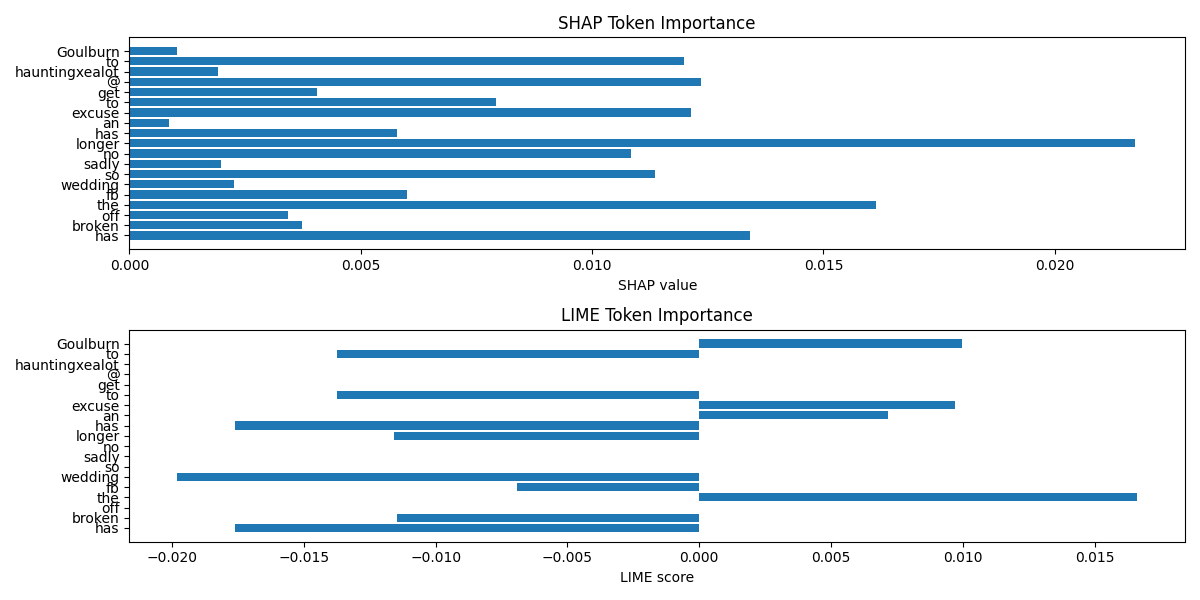 SHAP Token Importance
Goulburn
to
hauntingxealot
@
get
to
excuse
an
has
longer
no
sadly
so
wedding
fb
the
off
broken
has
0.000 0.005 0.010 0.015 0.020
SHAP value
LIME Token Importance
Goulburn
to
hauntingxealot
@
get
to
excuse
an
has
longer
no
sadly
so
wedding
fb
the
off
broken
has
−0.020 −0.015 −0.010 −0.005 0.000 0.005 0.010 0.015
LIME score